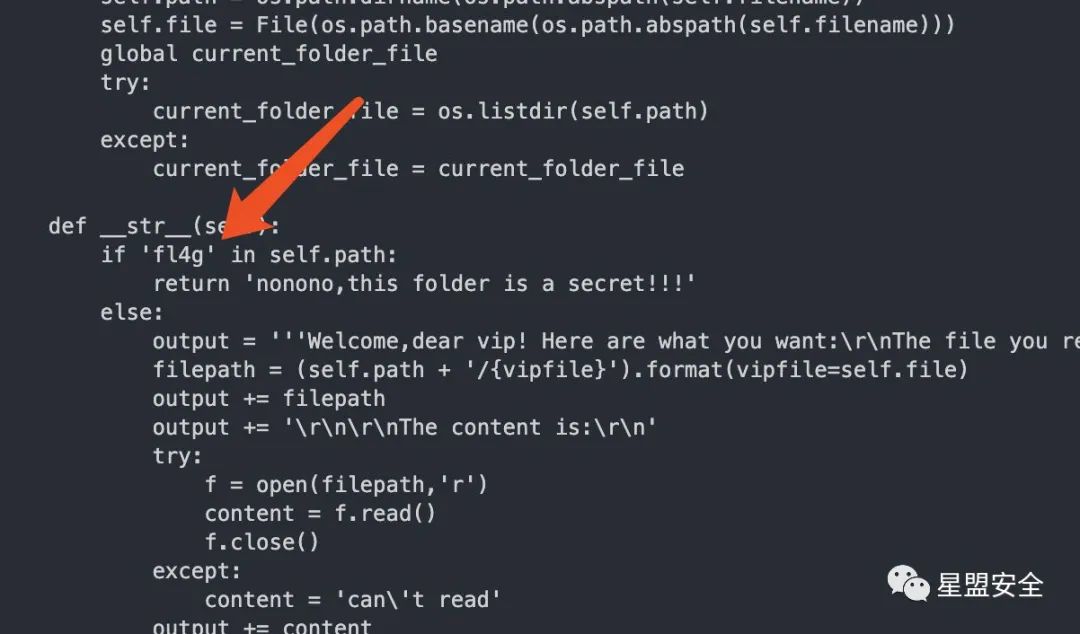 self.path = os.path.dirname(os.path.abspath(self.filename))
self.file = File(os.path.basename(os.path.abspath(self.filename)))
global current_folder_file
try:
current_folder_file = os.listdir(self.path)
except:
current_folder_file = current_folder_file
def __str__(self):
if 'fl4g' in self.path:
return 'nonono,this folder is a secret!!!'
else:
output = '''Welcome,dear vip! Here are what you want:\r\nThe file you re
filepath = (self.path + '/{vipfile}').format(vipfile=self.file)
output += filepath
output += '\r\n\r\nThe content is:\r\n'
try:
f = open(filepath,'r')
content = f.read()
f.close()
except:
content = 'can\'t read'
output += content
星盟安全